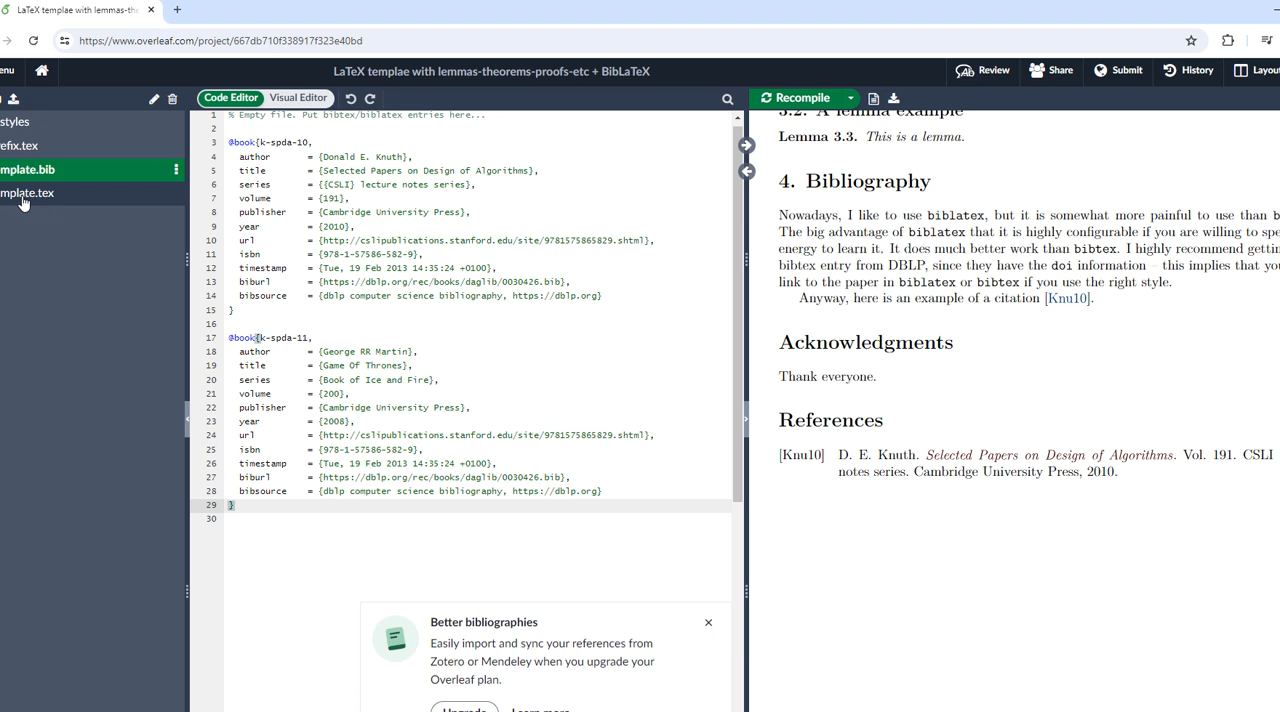 LaTeX templae with lemmas-the
https://www.overleaf.com/project/667db710f338917f323e40bd
enu
LaTeX templae with lemmas-theorems-proofs-etc + BibLaTeX
Review
Share
Submit
History
Layou
Code Editor
Visual Editor
Recompile
styles
efix.tex
mplate.bib
mplate.tex
1 % Empty file. Put bibtex/biblatex entries here...
2
3 @book{k-spda-10,
4 author = {Donald E. Knuth},
5 title = {Selected Papers on Design of Algorithms},
6 series = {{CSLI} lecture notes series},
7 volume = {191},
8 publisher = {Cambridge University Press},
9 year = {2010},
10 url = {http://cslipublications.stanford.edu/site/9781575865829.shtml},
11 isbn = {978-1-57586-582-9},
12 timestamp = {Tue, 19 Feb 2013 14:35:24 +0100},
13 biburl = {https://dblp.org/rec/books/daglib/0030426.bib},
14 bibsource = {dblp computer science bibliography, https://dblp.org}
15 }
16
17 @book{k-spda-11,
18 author = {George RR Martin},
19 title = {Game Of Thrones},
20 series = {Book of Ice and Fire},
21 volume = {200},
22 publisher = {Cambridge University Press},
23 year = {2008},
24 url = {http://cslipublications.stanford.edu/site/9781575865829.shtml},
25 isbn = {978-1-57586-582-9},
26 timestamp = {Tue, 19 Feb 2013 14:35:24 +0100},
27 biburl = {https://dblp.org/rec/books/daglib/0030426.bib},
28 bibsource = {dblp computer science bibliography, https://dblp.org}
29 }
30
Better bibliographies
Easily import and sync your references from
Zotero or Mendeley when you upgrade your
Overleaf plan.
Upgrade
Learn more
3.2. A lemma example
Lemma 3.3. This is a lemma.
4. Bibliography
Nowadays, I like to use biblatex, but it is somewhat more painful to use than b
The big advantage of biblatex that it is highly configurable if you are willing to spe
energy to learn it. It does much better work than bibtex. I highly recommend gettin
bibtex entry from DBLP, since they have the doi information – this implies that you
link to the paper in biblatex or bibtex if you use the right style.
Anyway, here is an example of a citation [Knu10].
Acknowledgments
Thank everyone.
References
[Knu10] D. E. Knuth. Selected Papers on Design of Algorithms. Vol. 191. CSLI
notes series. Cambridge University Press, 2010.